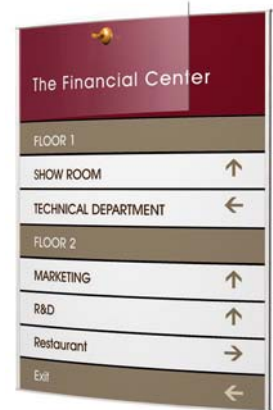 The Financial Center
FLOOR 1
SHOW ROOM ↑
TECHNICAL DEPARTMENT ←
FLOOR 2
MARKETING ↑
R&D ↑
Restaurant →
Exit ←